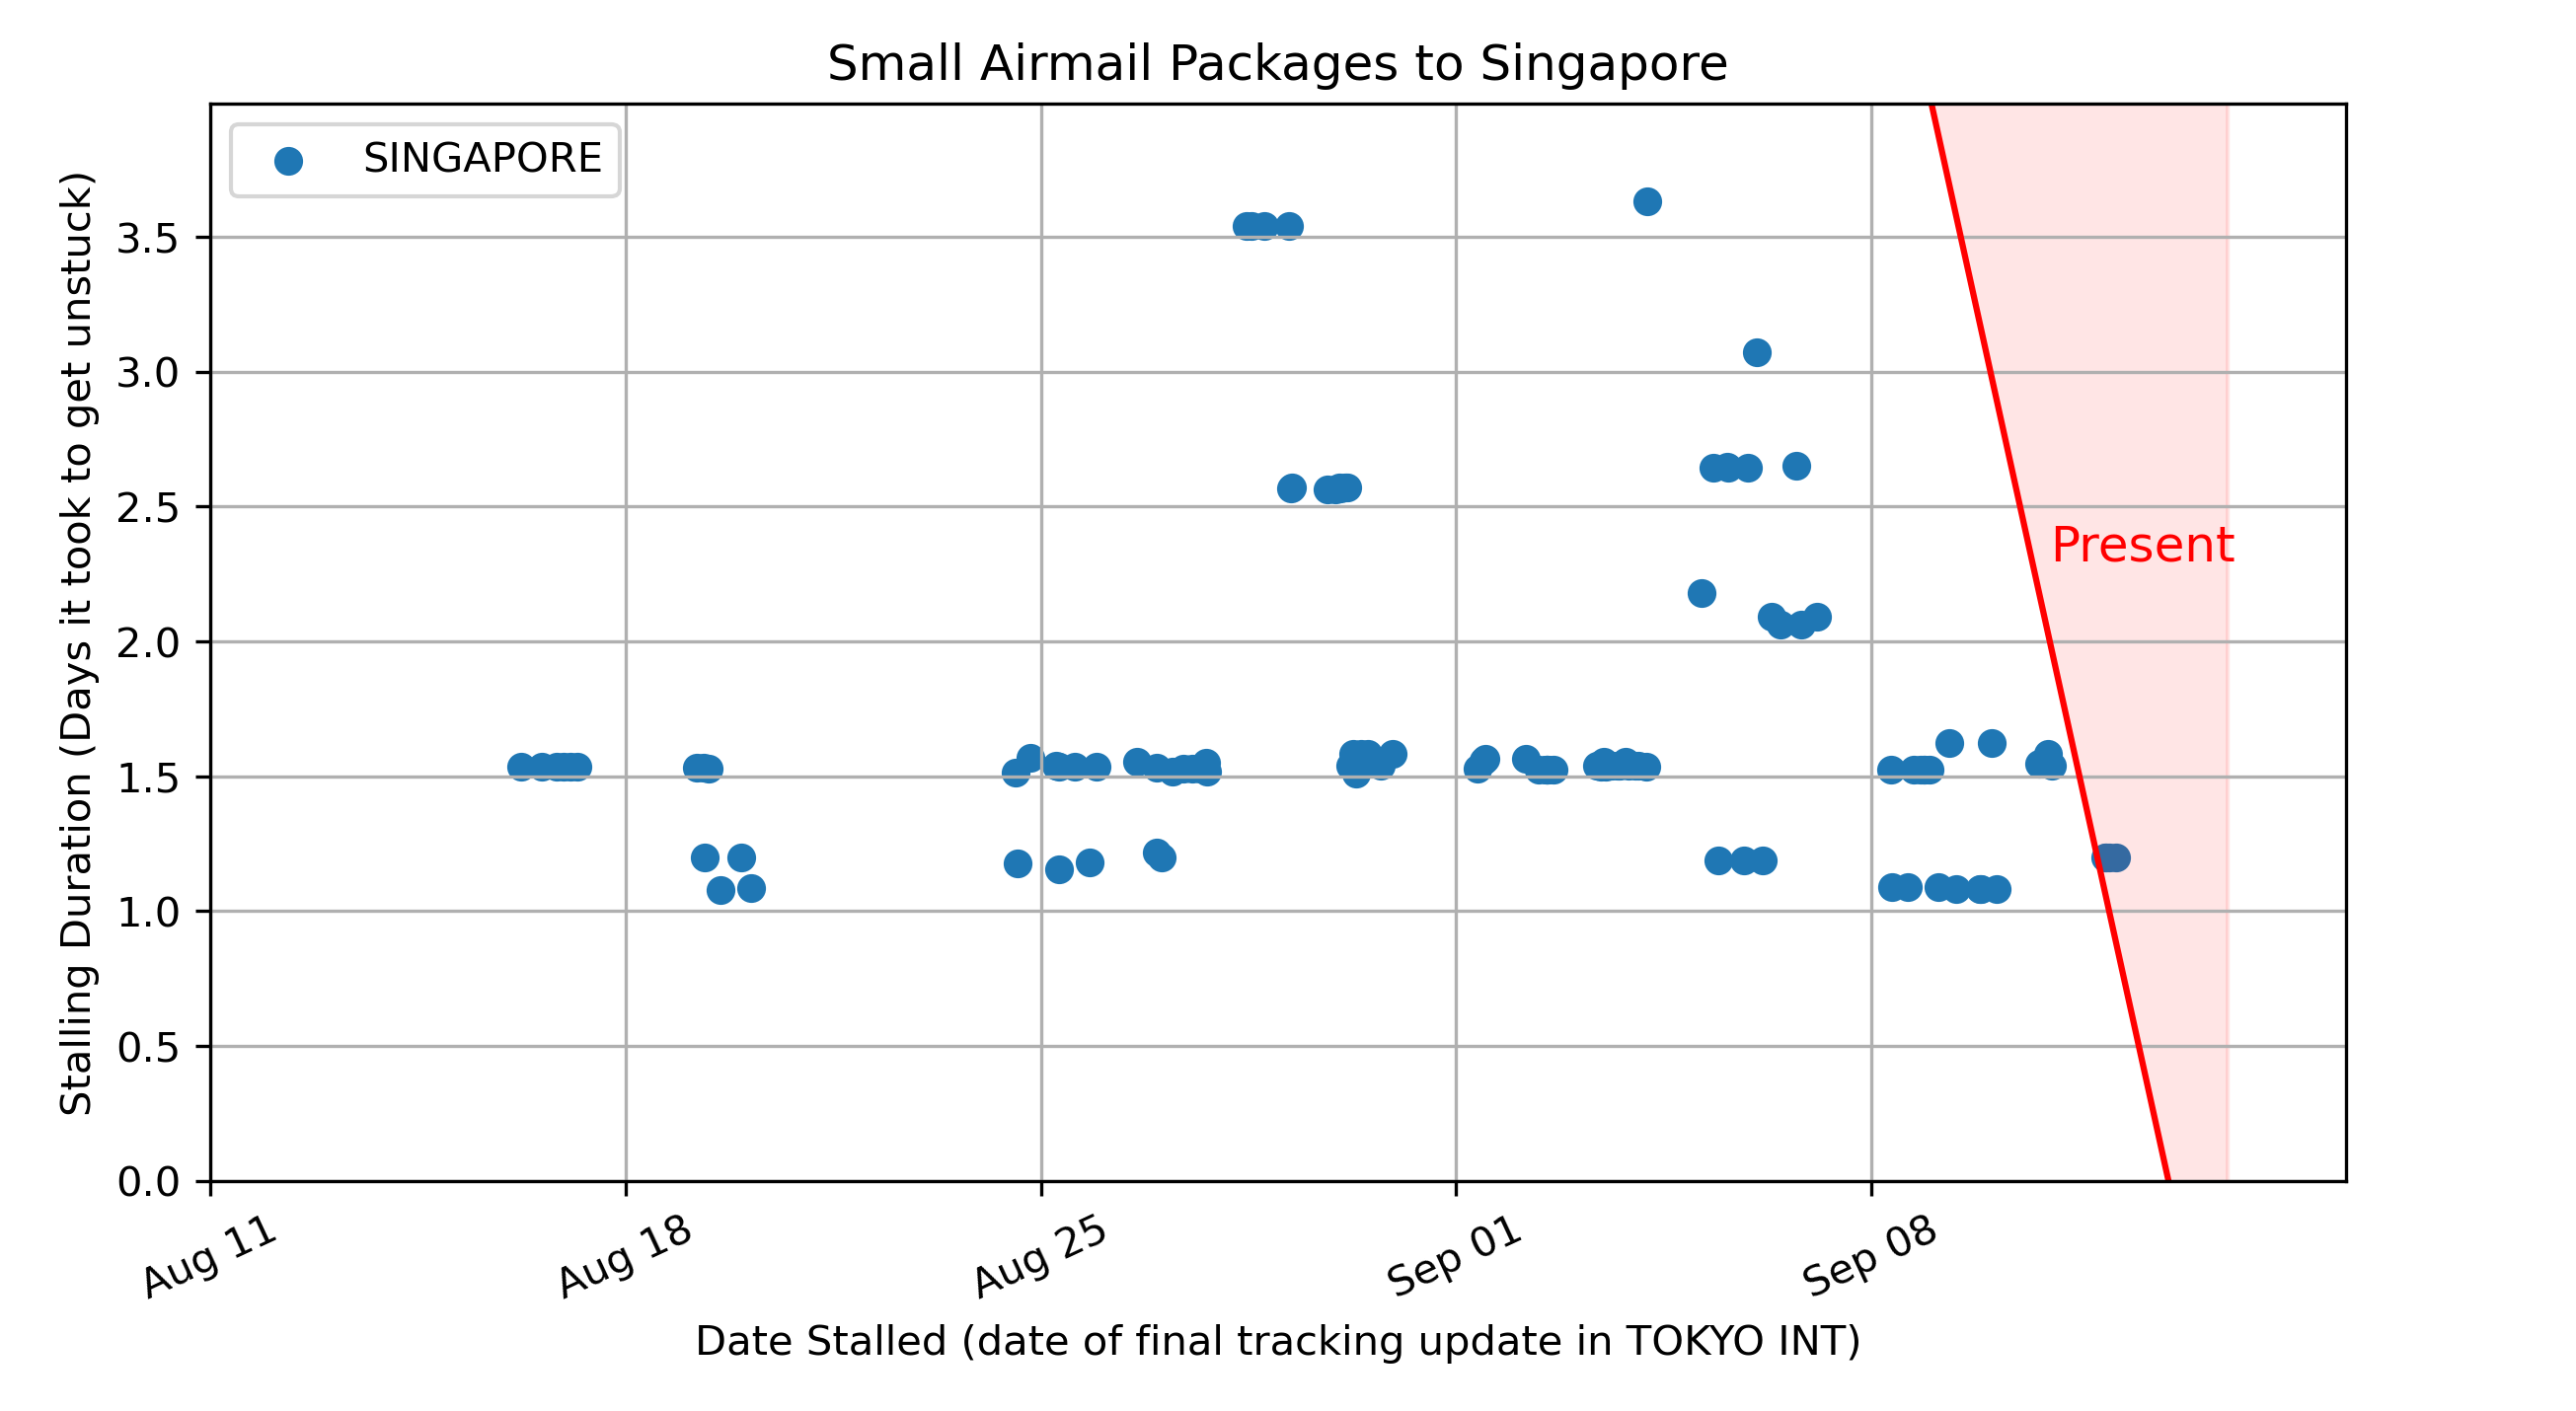 Small Airmail Packages to Singapore
SINGAPORE
Stalling Duration (Days it took to get unstuck)
3.5
3.0
2.5
2.0
1.5
1.0
0.5
0.0
Present
Aug 11
Aug 18
Aug 25
Sep 01
Sep 08
Date Stalled (date of final tracking update in TOKYO INT)